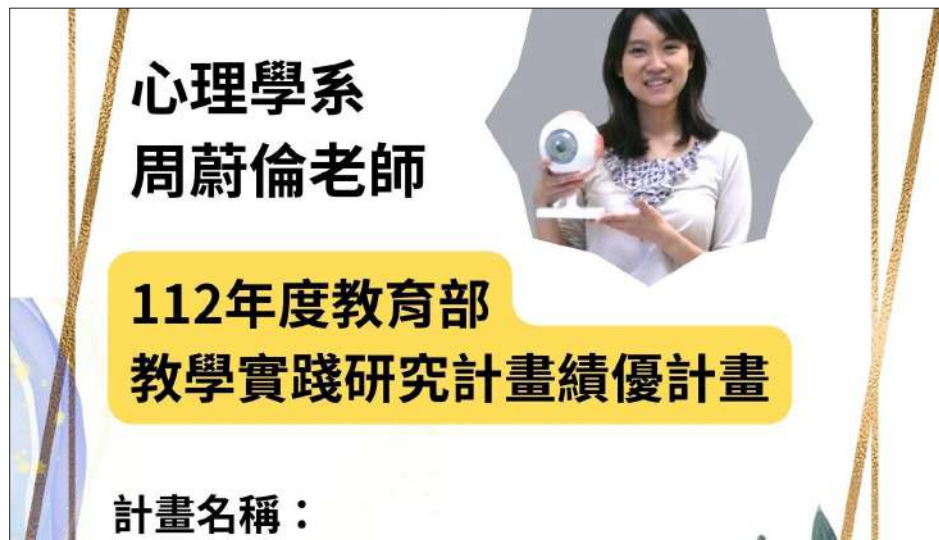 心理學系
周蔚倫老師
112年度教育部
教學實踐研究計畫績優計畫
計畫名稱：